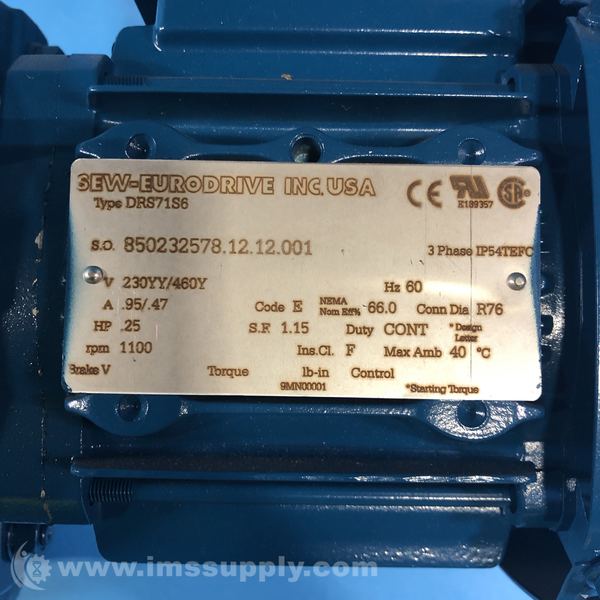 SEW-EURODRIVE INC. USA
Type DRS71S6
CE
E189357
S.O. 850232578.12.12.001 3 Phase IP54TEFC
V 230YY/460Y Hz 60
A .95/.47 Code E NEMA Nom Eff% 66.0 Conn Dia R76
HP .25 S.F. 1.15 Duty CONT *Design Letter
rpm 1100 Ins.Cl. F Max Amb 40 °C
Brake V Torque lb-in Control
9MN00001 *Starting Torque
www.imssupply.com